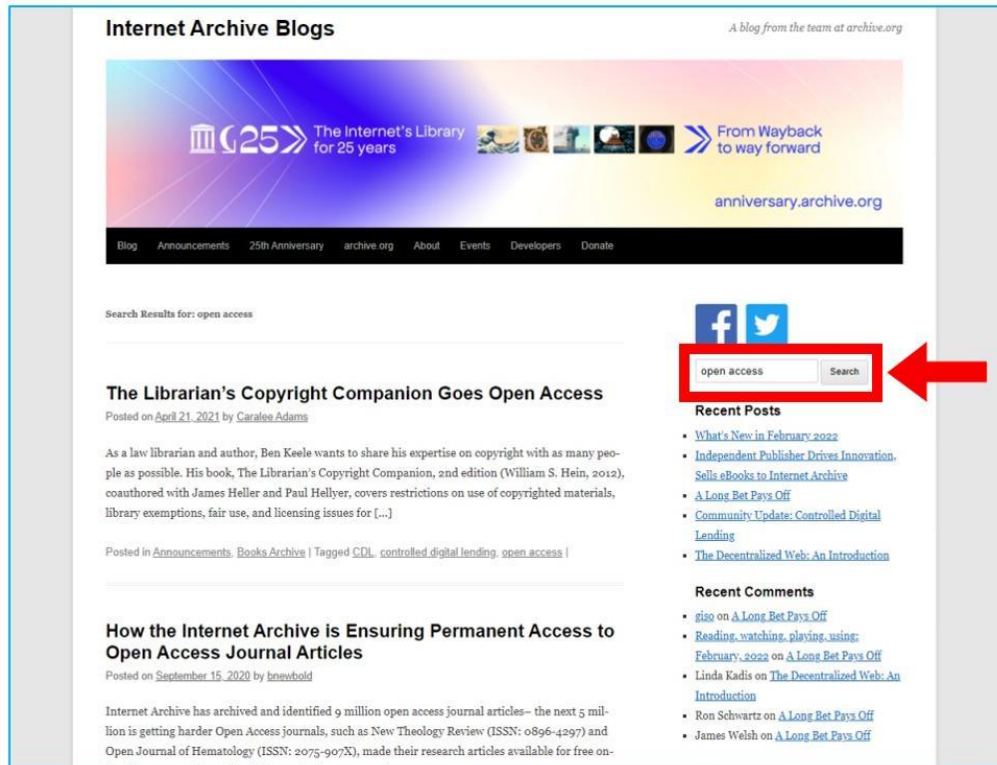 Internet Archive Blogs
A blog from the team at archive.org
25
The Internet's Library
for 25 years
From Wayback
to way forward
anniversary.archive.org
Blog Announcements 25th Anniversary archive.org About Events Developers Donate
Search Results for: open access
The Librarian's Copyright Companion Goes Open Access
Posted on April 21, 2021 by Caralee Adams
As a law librarian and author, Ben Keele wants to share his expertise on copyright with as many peo-
ple as possible. His book, The Librarian's Copyright Companion, 2nd edition (William S. Hein, 2012),
coauthored with James Heller and Paul Hellyer, covers restrictions on use of copyrighted materials,
library exemptions, fair use, and licensing issues for [...]
Posted in Announcements, Books Archive | Tagged CDL, controlled digital lending, open access |
How the Internet Archive is Ensuring Permanent Access to
Open Access Journal Articles
Posted on September 15, 2020 by bnewbold
Internet Archive has archived and identified 9 million open access journal articles– the next 5 mil-
lion is getting harder Open Access journals, such as New Theology Review (ISSN: 0896-4297) and
Open Journal of Hematology (ISSN: 2075-907X), made their research articles available for free on-
open access Search
Recent Posts
What's New in February 2022
Independent Publisher Drives Innovation,
Sells eBooks to Internet Archive
A Long Bet Pays Off
Community Update: Controlled Digital
Lending
The Decentralized Web: An Introduction
Recent Comments
giso on A Long Bet Pays Off
Reading, watching, playing, using:
February, 2022 on A Long Bet Pays Off
Linda Kadis on The Decentralized Web: An
Introduction
Ron Schwartz on A Long Bet Pays Off
James Welsh on A Long Bet Pays Off